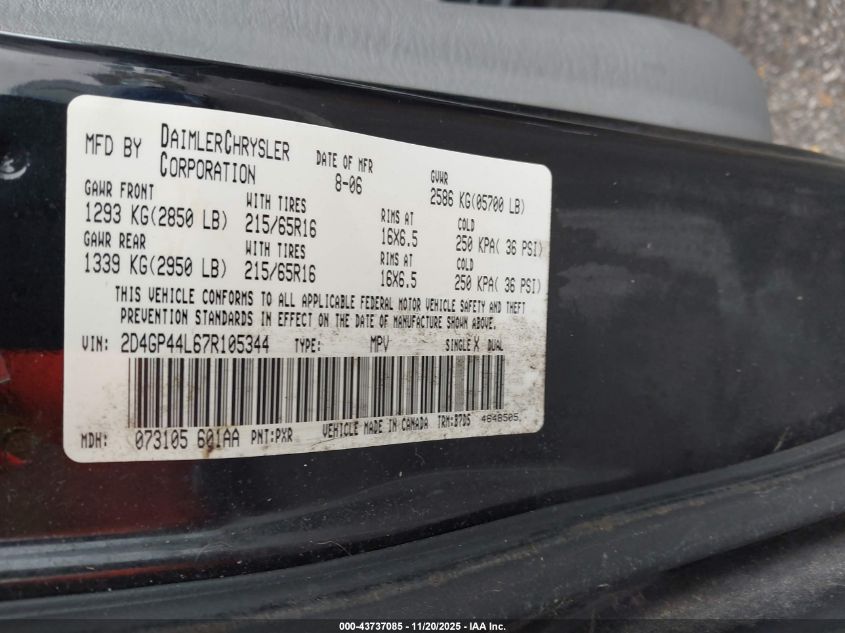 MFD BY DAIMLERCHRYSLER CORPORATION DATE OF MFR 8-06 GVWR 2586 KG(05700 LB)
GAWR FRONT WITH TIRES RIMS AT COLD
1293 KG(2850 LB) 215/65R16 16X6.5 250 KPA( 36 PSI)
GAWR REAR WITH TIRES RIMS AT COLD
1339 KG(2950 LB) 215/65R16 16X6.5 250 KPA( 36 PSI)
THIS VEHICLE CONFORMS TO ALL APPLICABLE FEDERAL MOTOR VEHICLE SAFETY AND THEFT
PREVENTION STANDARDS IN EFFECT ON THE DATE OF MANUFACTURE SHOWN ABOVE.
VIN: 2D4GP44L67R105344 TYPE: MPV SINGLE X DUAL
MDH: 073105 601AA PNT:PXR VEHICLE MADE IN CANADA TRM:B7D5 4648505
000-43737085 - 11/20/2025 - IAA Inc.